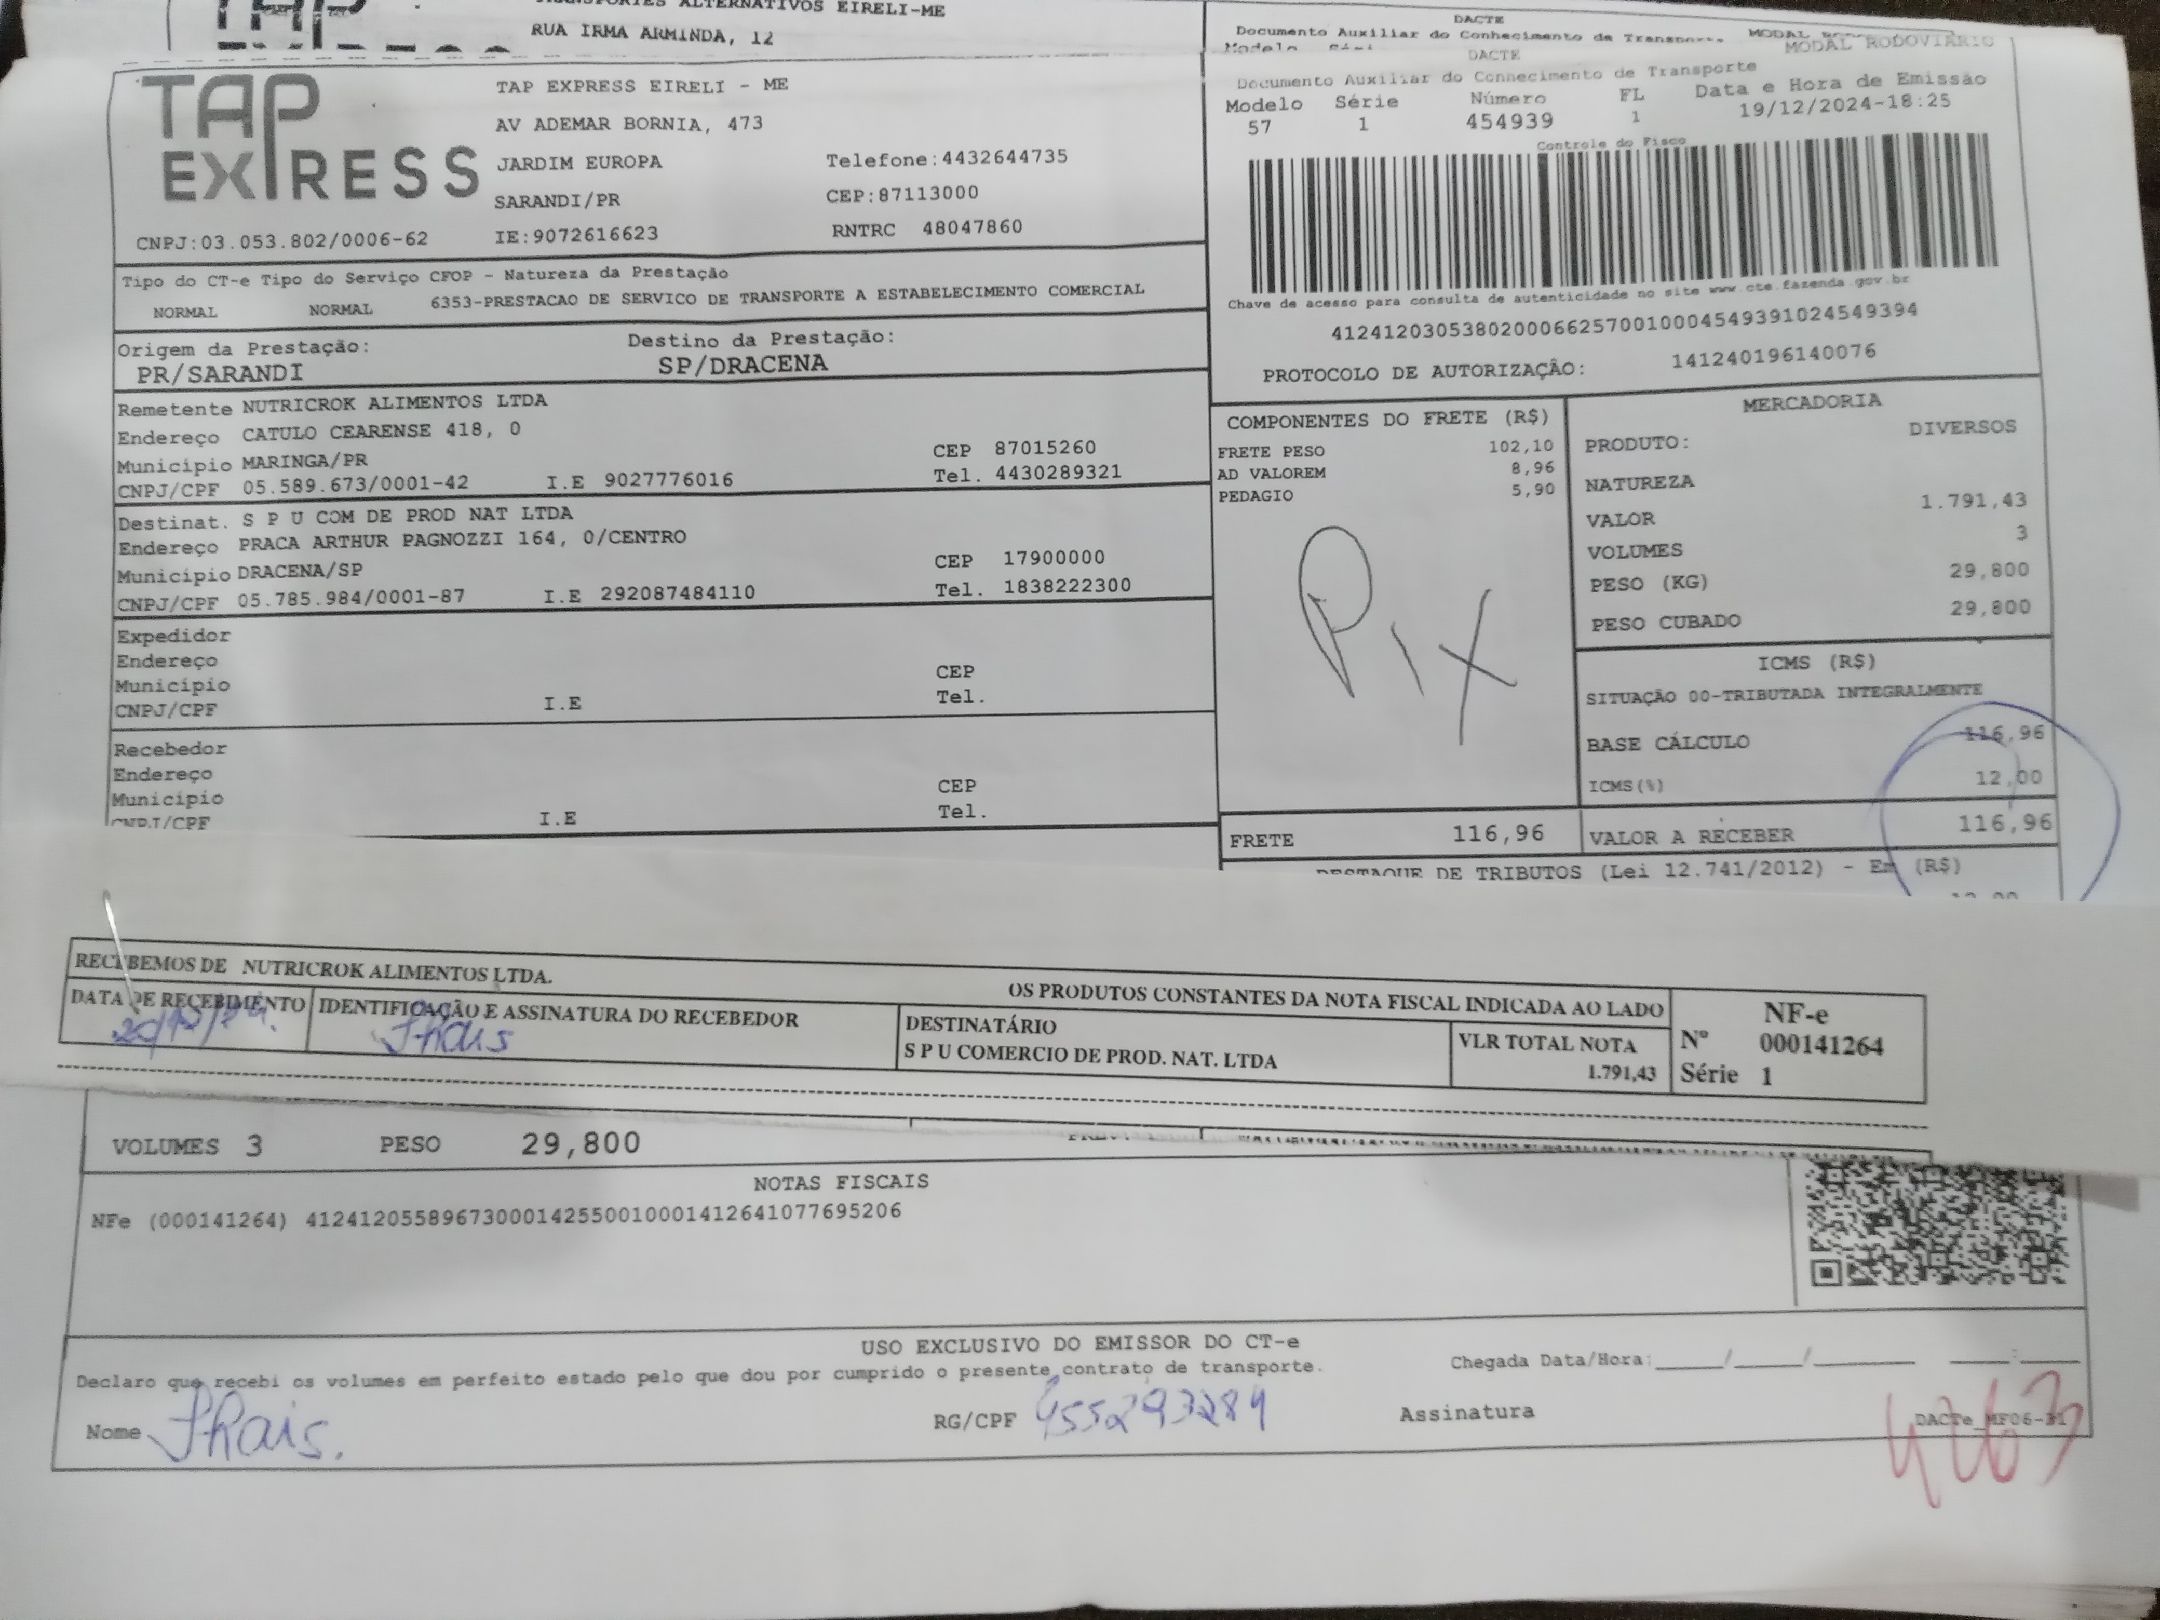 TRANSPORTES ALTERNATIVOS EIRELI-ME
RUA IRMA ARMINDA, 12
DACTE
Documento Auxiliar do Conhecimento de Transporte
TAP EXPRESS
TAP EXPRESS EIRELI - ME
AV ADEMAR BORNIA, 473
JARDIM EUROPA Telefone:4432644735
SARANDI/PR CEP:87113000
CNPJ:03.053.802/0006-62 IE:9072616623 RNTRC 48047860
DACTE MODAL RODOVIÁRIO
Documento Auxiliar do Conhecimento de Transporte
Modelo Série Número FL Data e Hora de Emissão
57 1 454939 1 19/12/2024-18:25
Controle do Fisco
Chave de acesso para consulta de autenticidade no site www.cte.fazenda.gov.br
41241203053802000662570010004549391024549394
PROTOCOLO DE AUTORIZAÇÃO: 141240196140076
Tipo do CT-e Tipo do Serviço CFOP - Natureza da Prestação
NORMAL NORMAL 6353-PRESTACAO DE SERVICO DE TRANSPORTE A ESTABELECIMENTO COMERCIAL
Origem da Prestação: Destino da Prestação:
PR/SARANDI SP/DRACENA
Remetente NUTRICROK ALIMENTOS LTDA
Endereço CATULO CEARENSE 418, 0
Município MARINGA/PR CEP 87015260
CNPJ/CPF 05.589.673/0001-42 I.E 9027776016 Tel. 4430289321
Destinat. S P U COM DE PROD NAT LTDA
Endereço PRACA ARTHUR PAGNOZZI 164, 0/CENTRO
Município DRACENA/SP CEP 17900000
CNPJ/CPF 05.785.984/0001-87 I.E 292087484110 Tel. 1838222300
Expedidor
Endereço
Município CEP
CNPJ/CPF I.E Tel.
Recebedor
Endereço
Município CEP
CNPJ/CPF I.E Tel.
COMPONENTES DO FRETE (R$)
FRETE PESO 102,10
AD VALOREM 8,96
PEDAGIO 5,90
Pix
FRETE 116,96
MERCADORIA
PRODUTO: DIVERSOS
NATUREZA
VALOR 1.791,43
VOLUMES 3
PESO (KG) 29,800
PESO CUBADO 29,800
ICMS (R$)
SITUAÇÃO 00-TRIBUTADA INTEGRALMENTE
BASE CÁLCULO 116,96
ICMS(%) 12,00
VALOR A RECEBER 116,96
DESTAQUE DE TRIBUTOS (Lei 12.741/2012) - Em (R$)
RECEBEMOS DE NUTRICROK ALIMENTOS LTDA. OS PRODUTOS CONSTANTES DA NOTA FISCAL INDICADA AO LADO
DATA DE RECEBIMENTO IDENTIFICAÇÃO E ASSINATURA DO RECEBEDOR
20/12/24. Thais
DESTINATÁRIO
S P U COMERCIO DE PROD. NAT. LTDA
VLR TOTAL NOTA
1.791,43
NF-e
Nº 000141264
Série 1
VOLUMES 3 PESO 29,800
NOTAS FISCAIS
NFe (000141264) 41241205589673000142550010001412641077695206
USO EXCLUSIVO DO EMISSOR DO CT-e
Declaro que recebi os volumes em perfeito estado pelo que dou por cumprido o presente contrato de transporte. Chegada Data/Hora:____/____/____ ____:____
Nome Thais. RG/CPF 4552937284 Assinatura